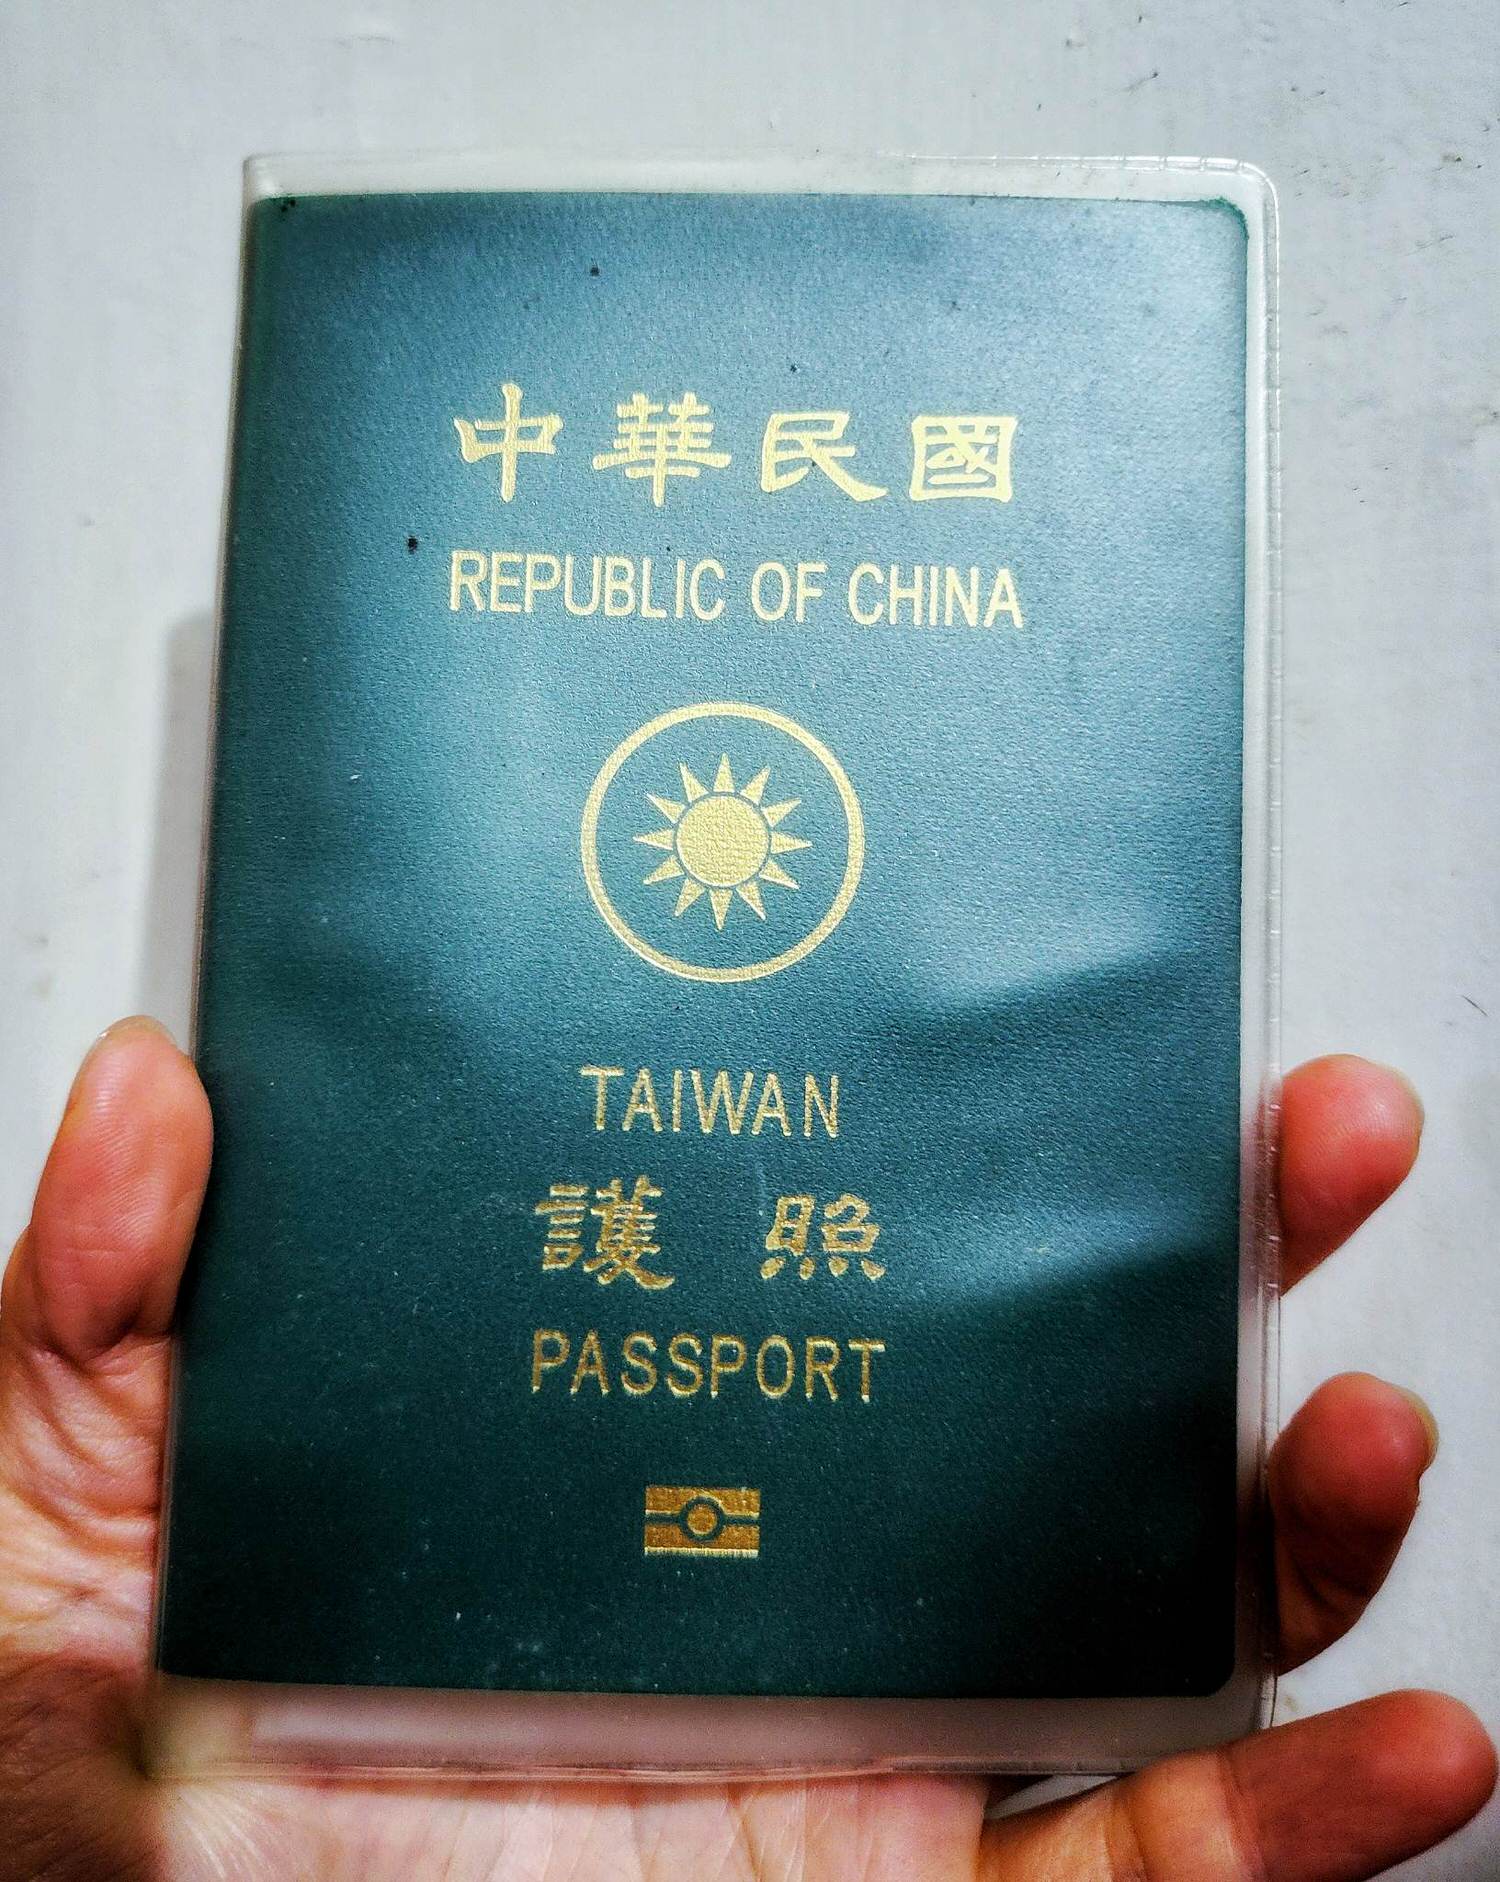 中華民國
REPUBLIC OF CHINA
TAIWAN
護照
PASSPORT